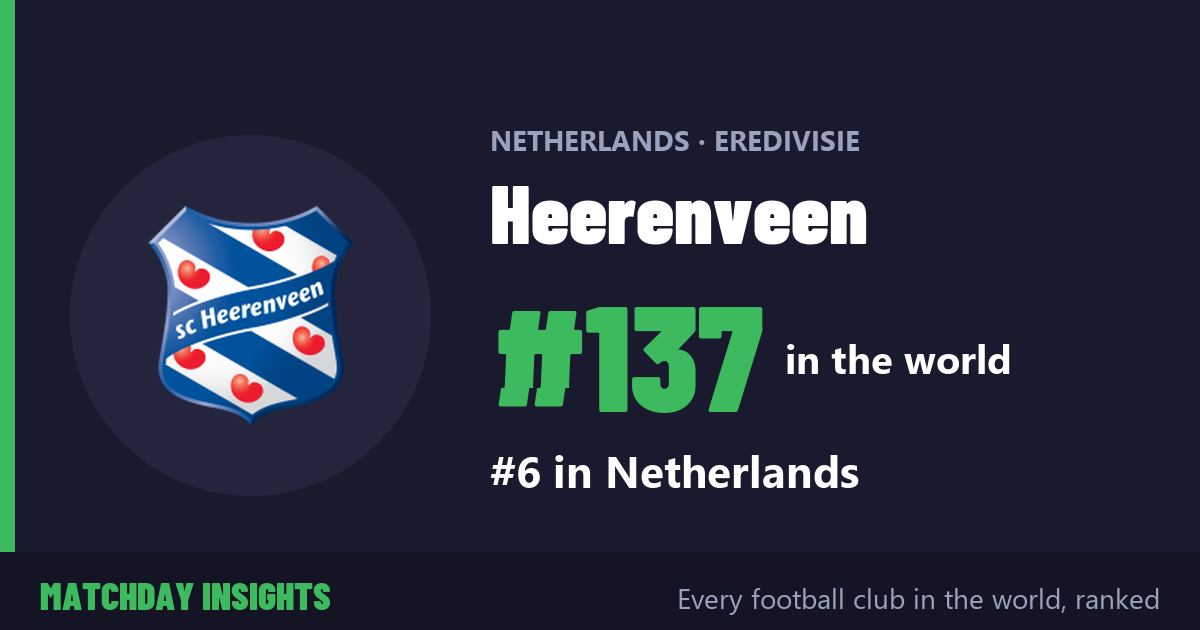 NETHERLANDS · EREDIVISIE
Heerenveen
sc Heerenveen
#137 in the world
#6 in Netherlands
MATCHDAY INSIGHTS
Every football club in the world, ranked